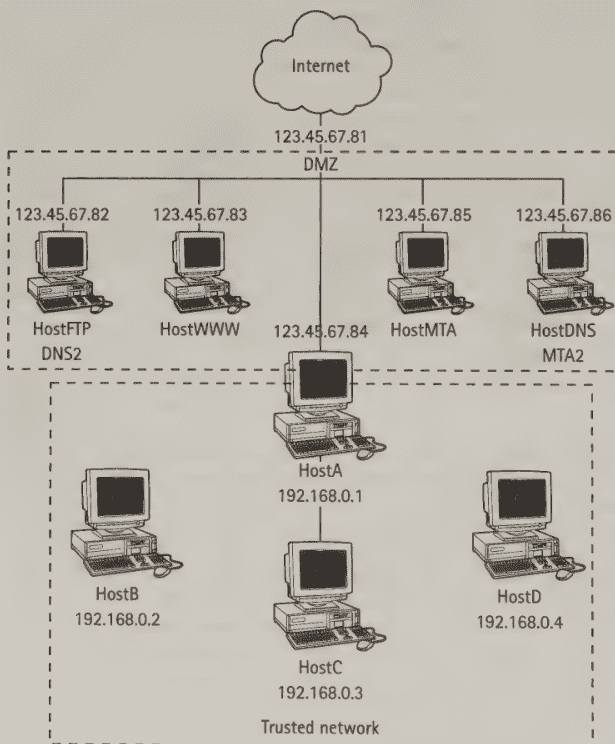 Internet
123.45.67.81
DMZ
123.45.67.82
123.45.67.83
123.45.67.85
123.45.67.86
HostFTP
DNS2
HostWWW
HostMTA
HostDNS
MTA2
123.45.67.84
HostA
192.168.0.1
HostB
192.168.0.2
HostD
192.168.0.4
HostC
192.168.0.3
Trusted network